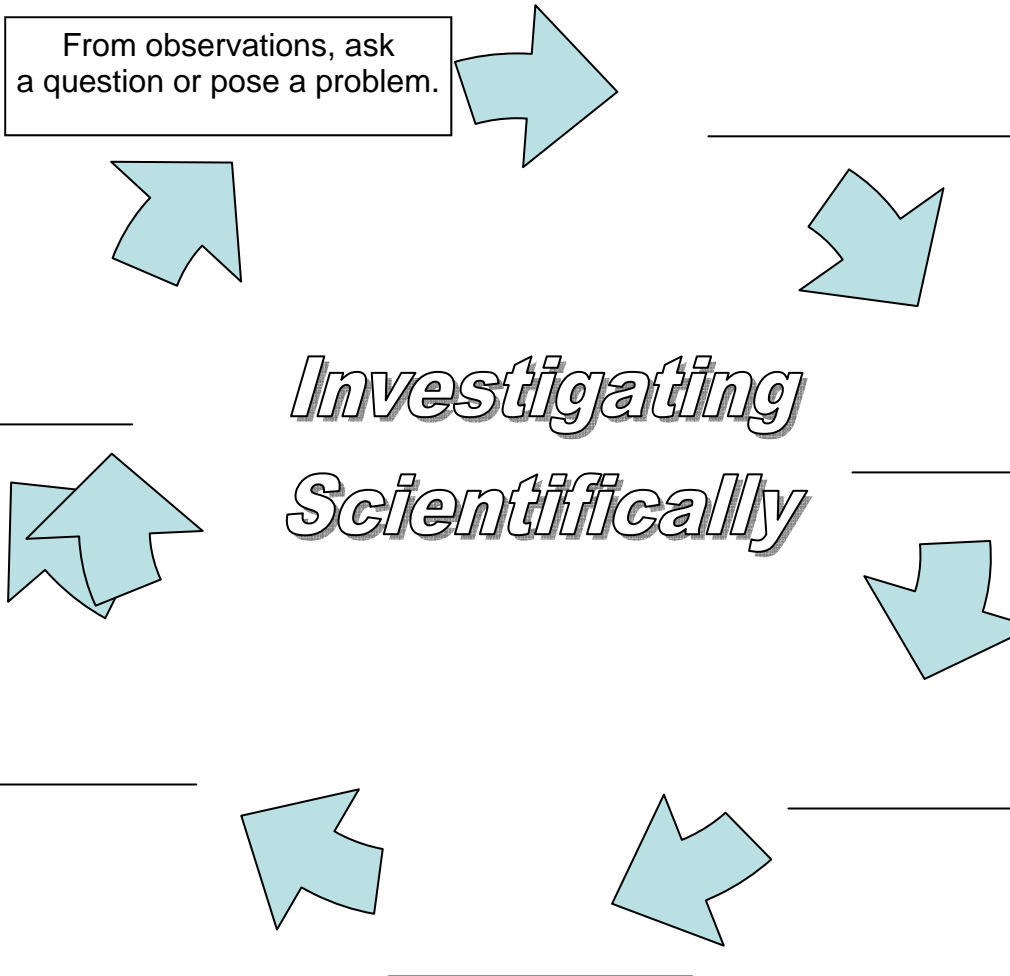 From observations, ask
a question or pose a problem.
Investigating
Scientifically